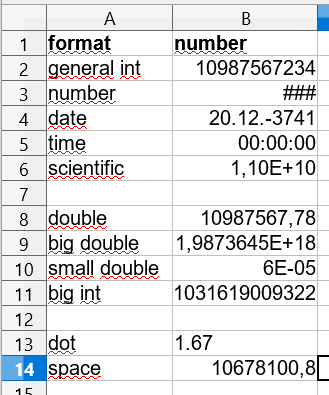 A B
1 format number
2 general int 10987567234
3 number ###
4 date 20.12.-3741
5 time 00:00:00
6 scientific 1,10E+10
7
8 double 10987567,78
9 big double 1,9873645E+18
10 small double 6E-05
11 big int 1031619009322
12
13 dot 1.67
14 space 10678100,8
15